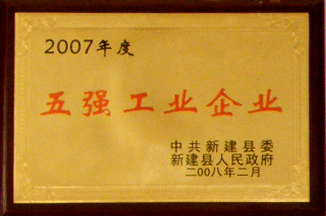 2007年度
五强工业企业
中共新建县委
新建县人民政府
二00八年二月